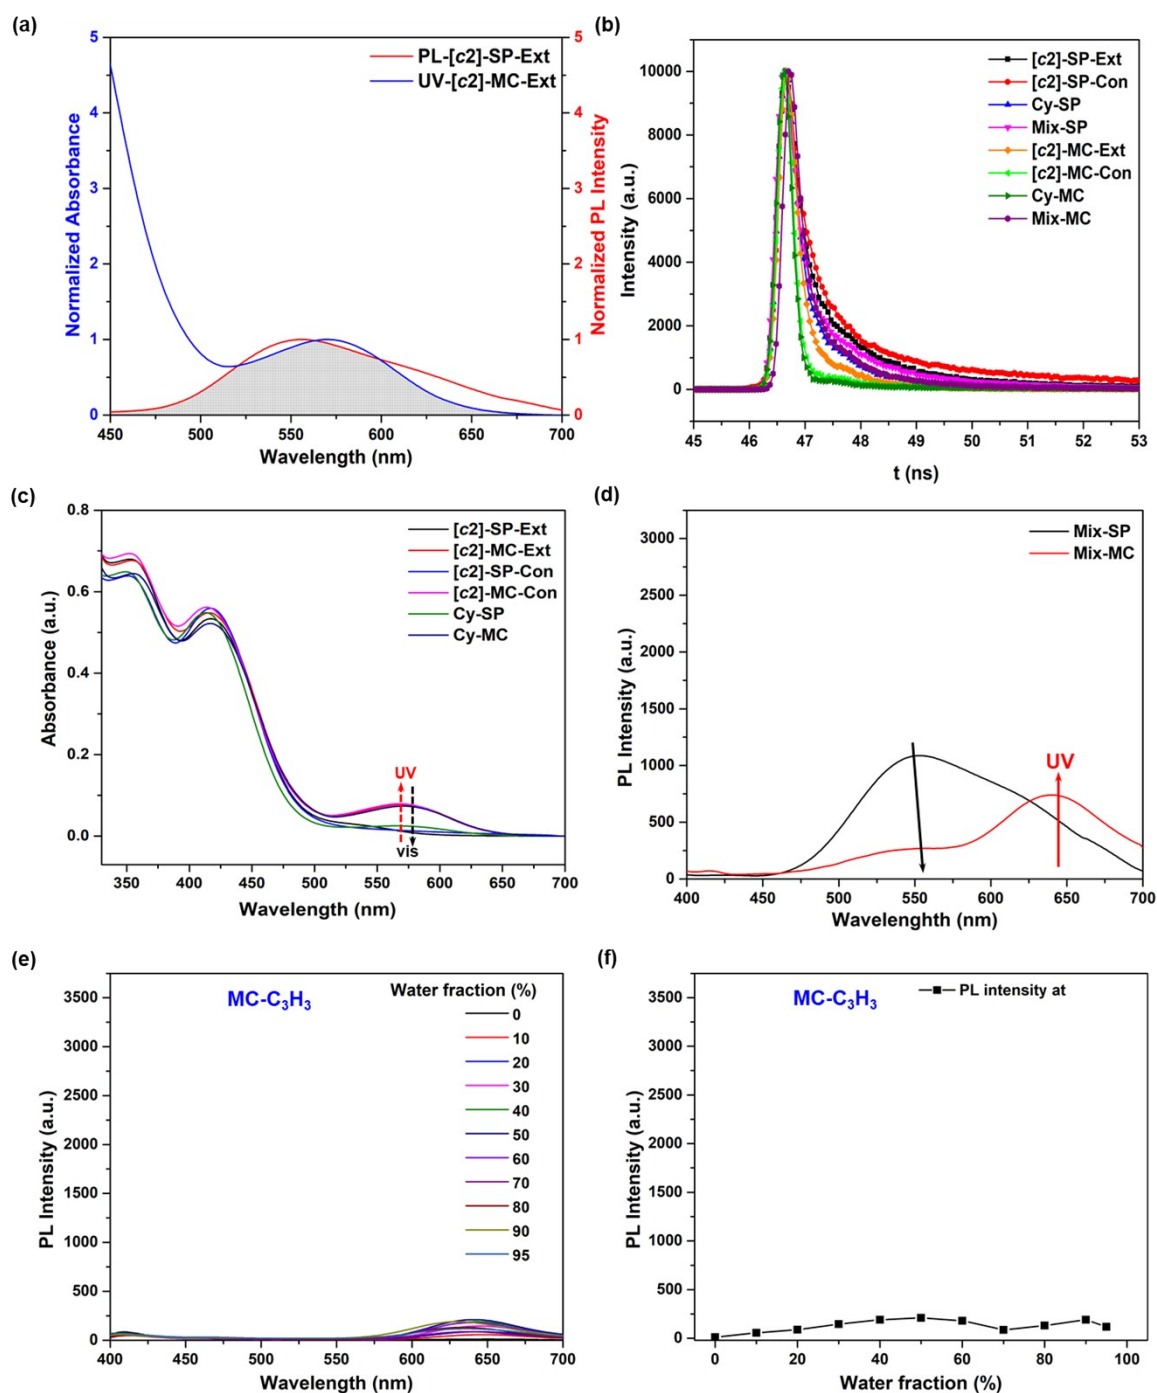 (a)
5
4
3
2
1
0
Normalized Absorbance
PL-[c2]-SP-Ext
UV-[c2]-MC-Ext
5
4
3
2
1
0
Normalized PL Intensity
450 500 550 600 650 700
Wavelength (nm)
(b)
10000
8000
6000
4000
2000
0
Intensity (a.u.)
[c2]-SP-Ext
[c2]-SP-Con
Cy-SP
Mix-SP
[c2]-MC-Ext
[c2]-MC-Con
Cy-MC
Mix-MC
45 46 47 48 49 50 51 52 53
t (ns)
(c)
0.8
0.6
0.4
0.2
0.0
Absorbance (a.u.)
[c2]-SP-Ext
[c2]-MC-Ext
[c2]-SP-Con
[c2]-MC-Con
Cy-SP
Cy-MC
UV
vis
350 400 450 500 550 600 650 700
Wavelength (nm)
(d)
3000
2500
2000
1500
1000
500
0
PL Intensity (a.u.)
Mix-SP
Mix-MC
UV
400 450 500 550 600 650 700
Wavelenghth (nm)
(e)
3500
3000
2500
2000
1500
1000
500
0
PL Intensity (a.u.)
MC-C₃H₃
Water fraction (%)
0
10
20
30
40
50
60
70
80
90
95
400 450 500 550 600 650 700
Wavelength (nm)
(f)
3500
3000
2500
2000
1500
1000
500
0
PL Intensity (a.u.)
MC-C₃H₃
PL intensity at
0 20 40 60 80 100
Water fraction (%)